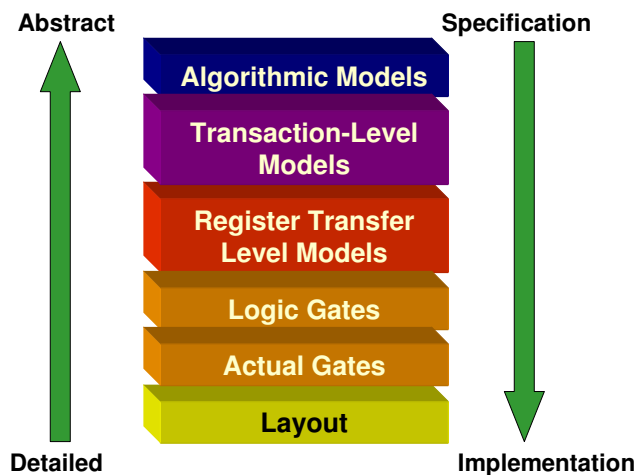 Abstract
Specification
Algorithmic Models
Transaction-Level
Models
Register Transfer
Level Models
Logic Gates
Actual Gates
Layout
Detailed
Implementation